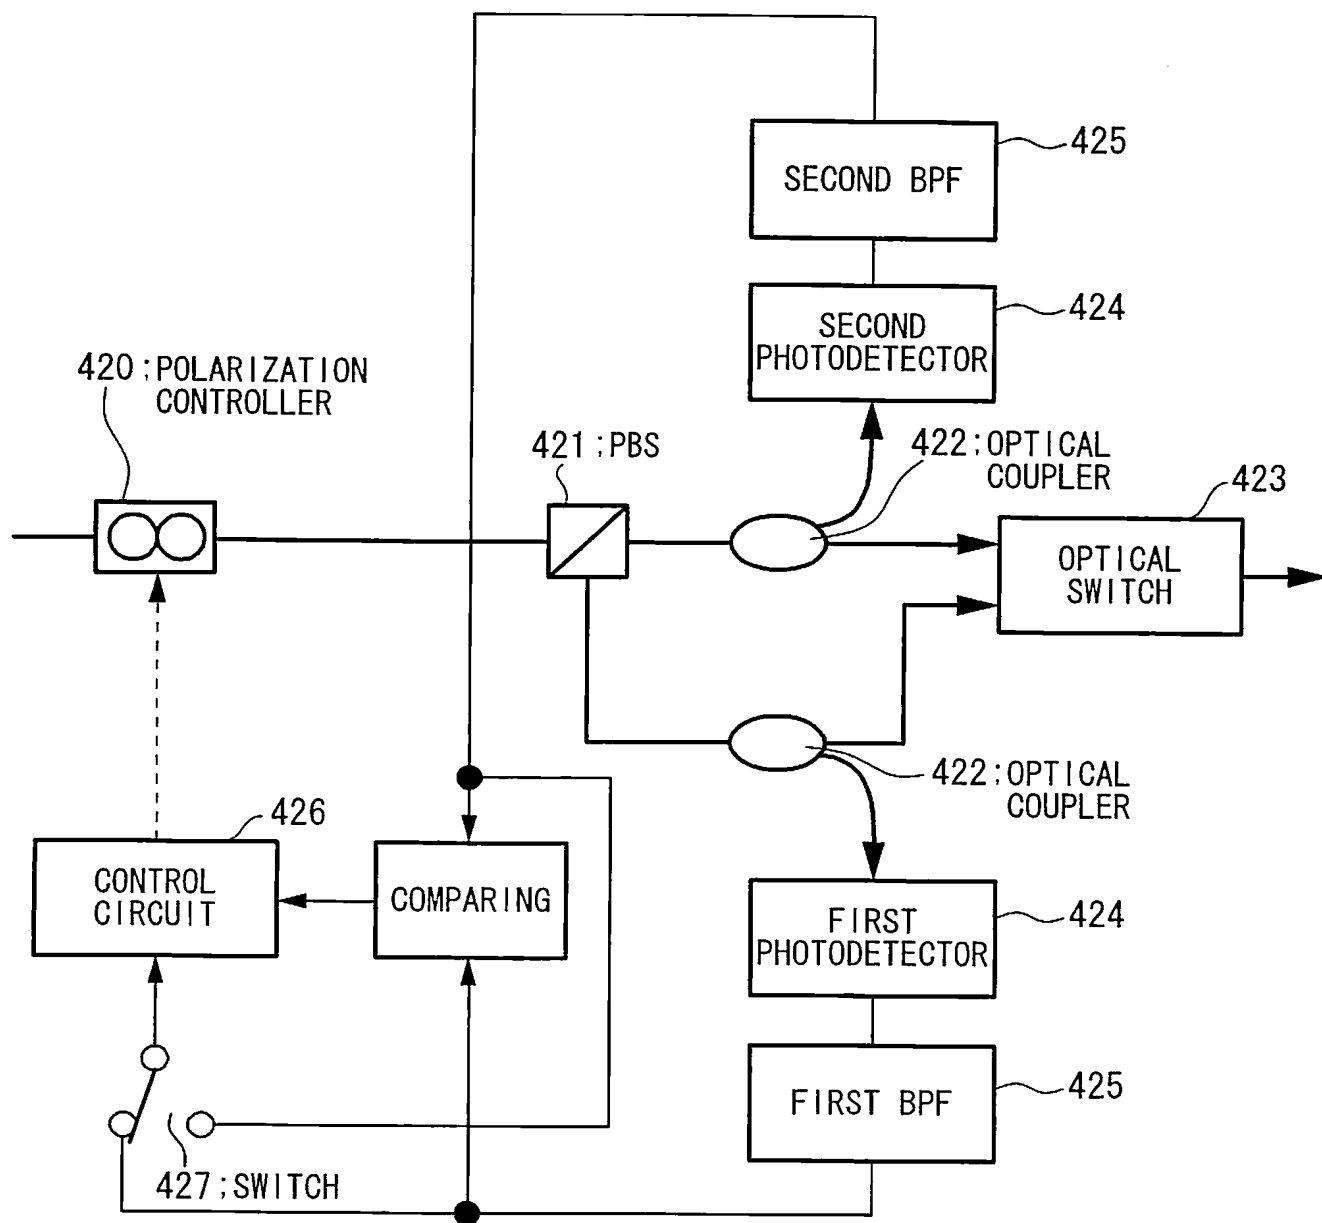 425
SECOND BPF
424
SECOND
PHOTODETECTOR
420;POLARIZATION
CONTROLLER
421;PBS
422;OPTICAL
COUPLER
423
OPTICAL
SWITCH
422;OPTICAL
COUPLER
426
CONTROL
CIRCUIT
COMPARING
424
FIRST
PHOTODETECTOR
425
FIRST BPF
427;SWITCH